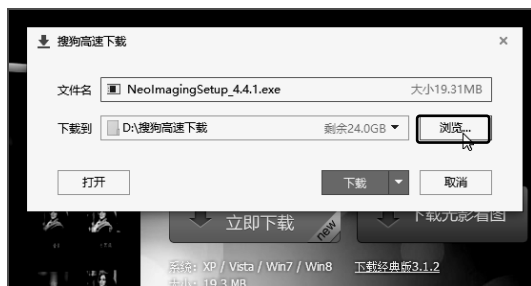 搜狗高速下载 ×
文件名 NeoImagingSetup_4.4.1.exe 大小19.31MB
下载到 D:\搜狗高速下载 剩余24.0GB 浏览...
打开 下载 取消
立即下载 new 下载光影看图
系统：XP / Vista / Win7 / Win8 下载经典版3.1.2
大小：19.3 MB